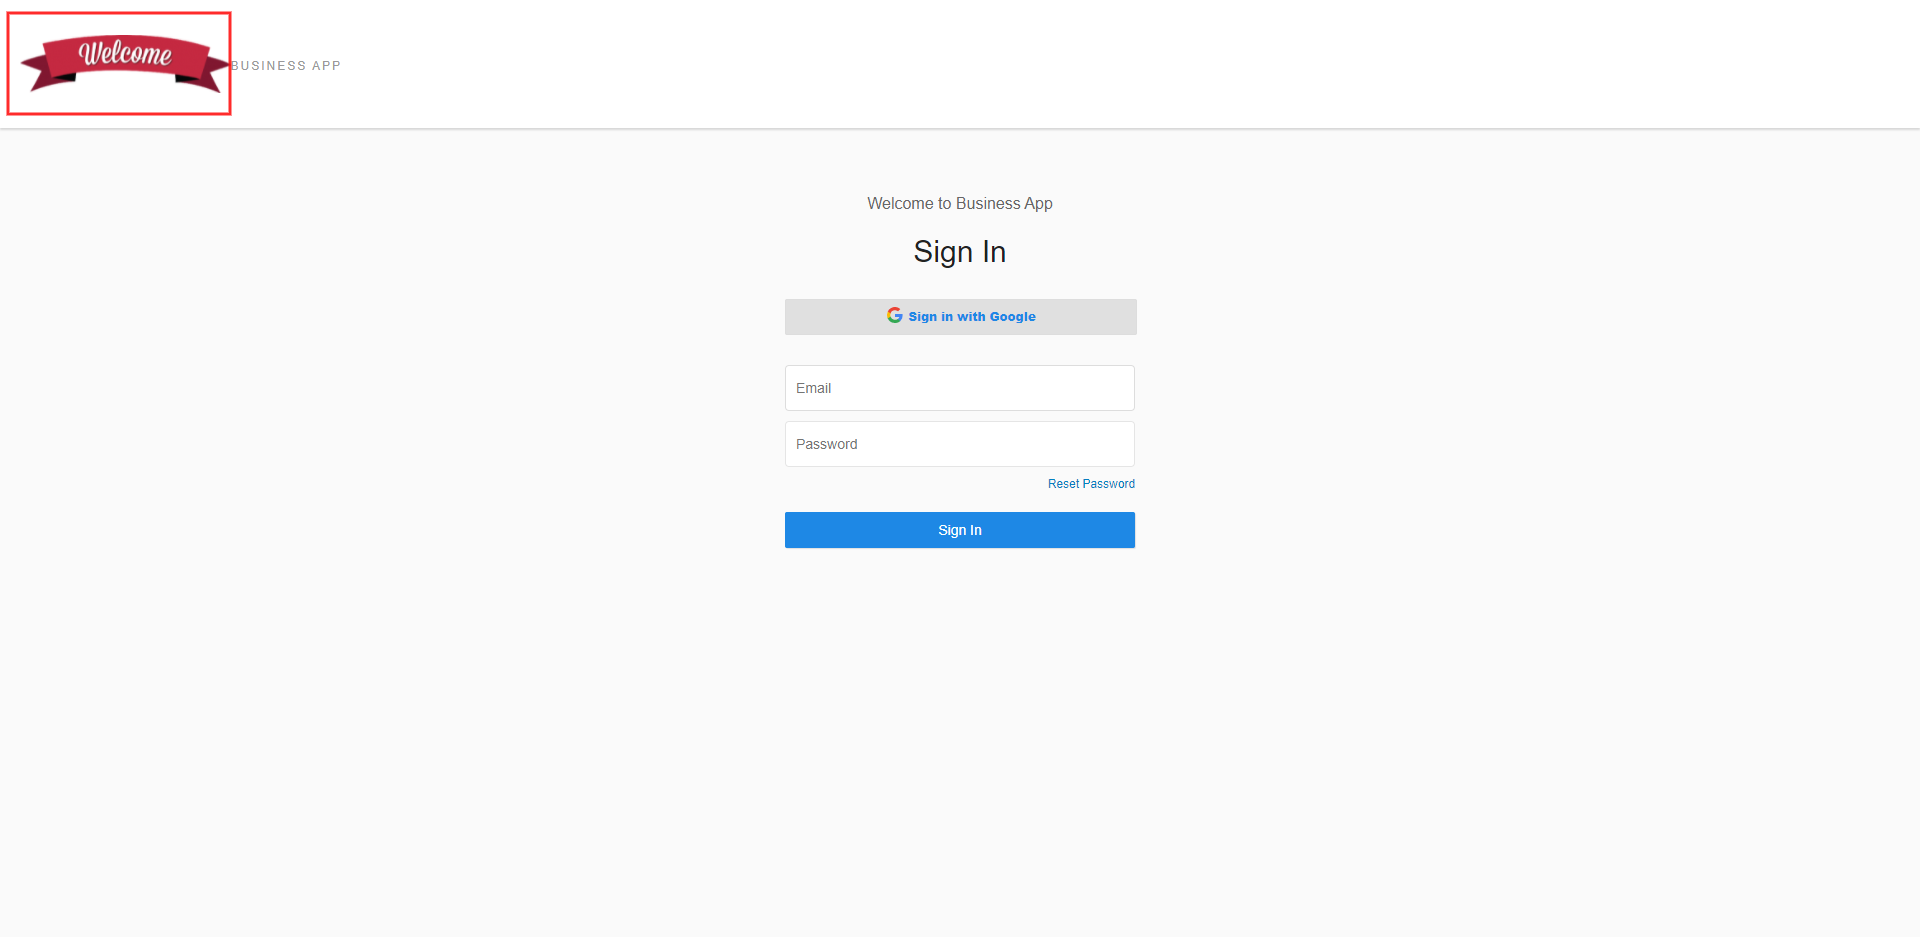 Welcome
BUSINESS APP
Welcome to Business App
Sign In
Sign in with Google
Email
Password
Reset Password
Sign In